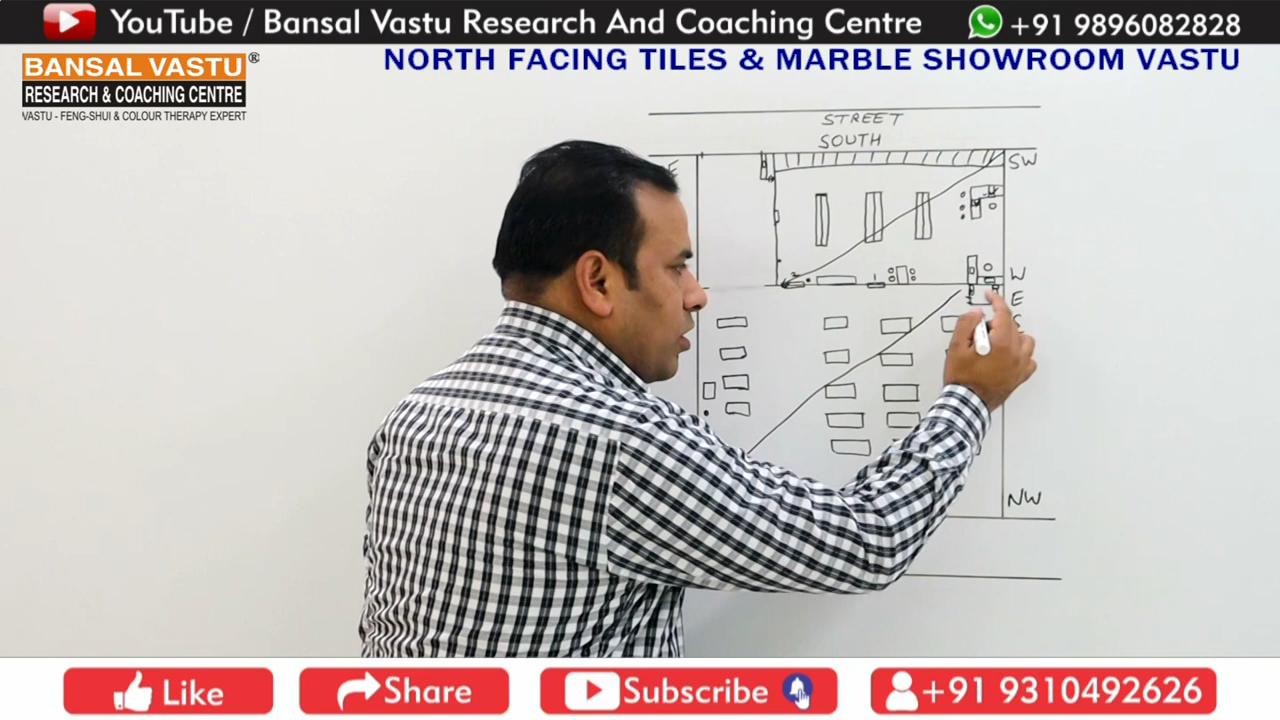 YouTube / Bansal Vastu Research And Coaching Centre +91 9896082828
BANSAL VASTU ®
RESEARCH & COACHING CENTRE
VASTU - FENG-SHUI & COLOUR THERAPY EXPERT
NORTH FACING TILES & MARBLE SHOWROOM VASTU
STREET
SOUTH
SW
W
E
NW
Like
Share
Subscribe
+91 9310492626